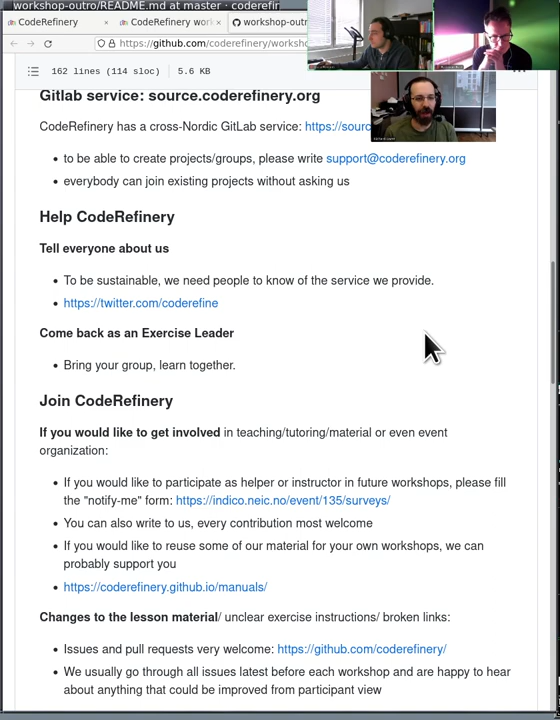 workshop-outro/README.md at master · coderefin
CodeRefinery
CodeRefinery work
workshop-outr
https://github.com/coderefinery/worksho
162 lines (114 sloc)
5.6 KB
Gitlab service: source.coderefinery.org
CodeRefinery has a cross-Nordic GitLab service: https://sourc
to be able to create projects/groups, please write support@coderefinery.org
everybody can join existing projects without asking us
Help CodeRefinery
Tell everyone about us
To be sustainable, we need people to know of the service we provide.
https://twitter.com/coderefine
Come back as an Exercise Leader
Bring your group, learn together.
Join CodeRefinery
If you would like to get involved in teaching/tutoring/material or even event
organization:
If you would like to participate as helper or instructor in future workshops, please fill
the "notify-me" form: https://indico.neic.no/event/135/surveys/
You can also write to us, every contribution most welcome
If you would like to reuse some of our material for your own workshops, we can
probably support you
https://coderefinery.github.io/manuals/
Changes to the lesson material/ unclear exercise instructions/ broken links:
Issues and pull requests very welcome: https://github.com/coderefinery/
We usually go through all issues latest before each workshop and are happy to hear
about anything that could be improved from participant view